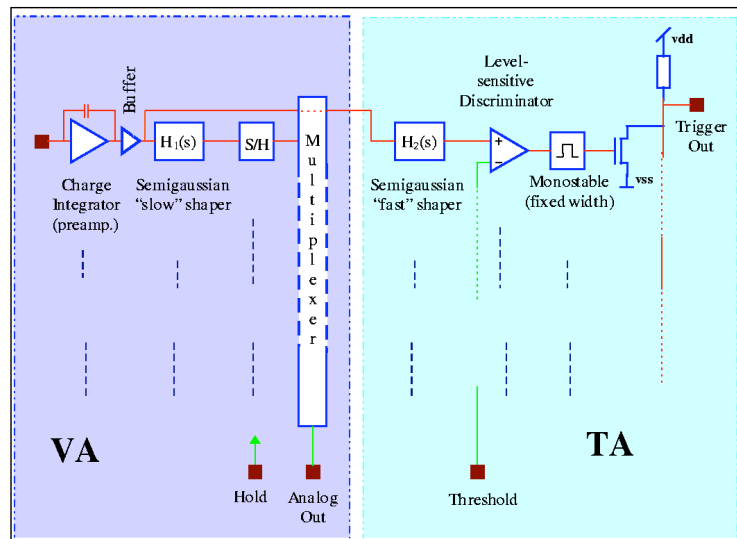 vdd
Level-
sensitive
Discriminator
Buffer
H₁(s)
S/H
Multiplexer
H₂(s)
+
−
Trigger
Out
Charge
Integrator
(preamp.)
Semigaussian
“slow” shaper
Semigaussian
“fast” shaper
Monostable
(fixed width)
vss
VA
TA
Hold
Analog
Out
Threshold